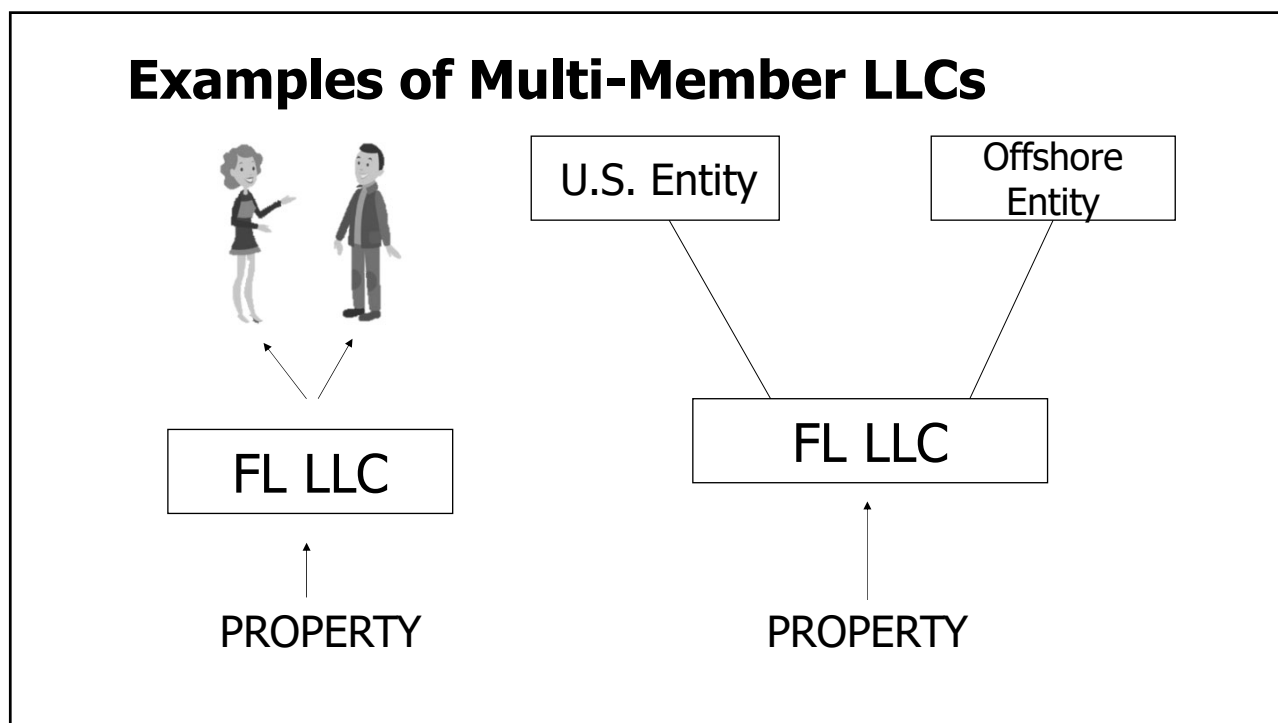 Examples of Multi-Member LLCs
U.S. Entity
Offshore
Entity
FL LLC
FL LLC
PROPERTY
PROPERTY